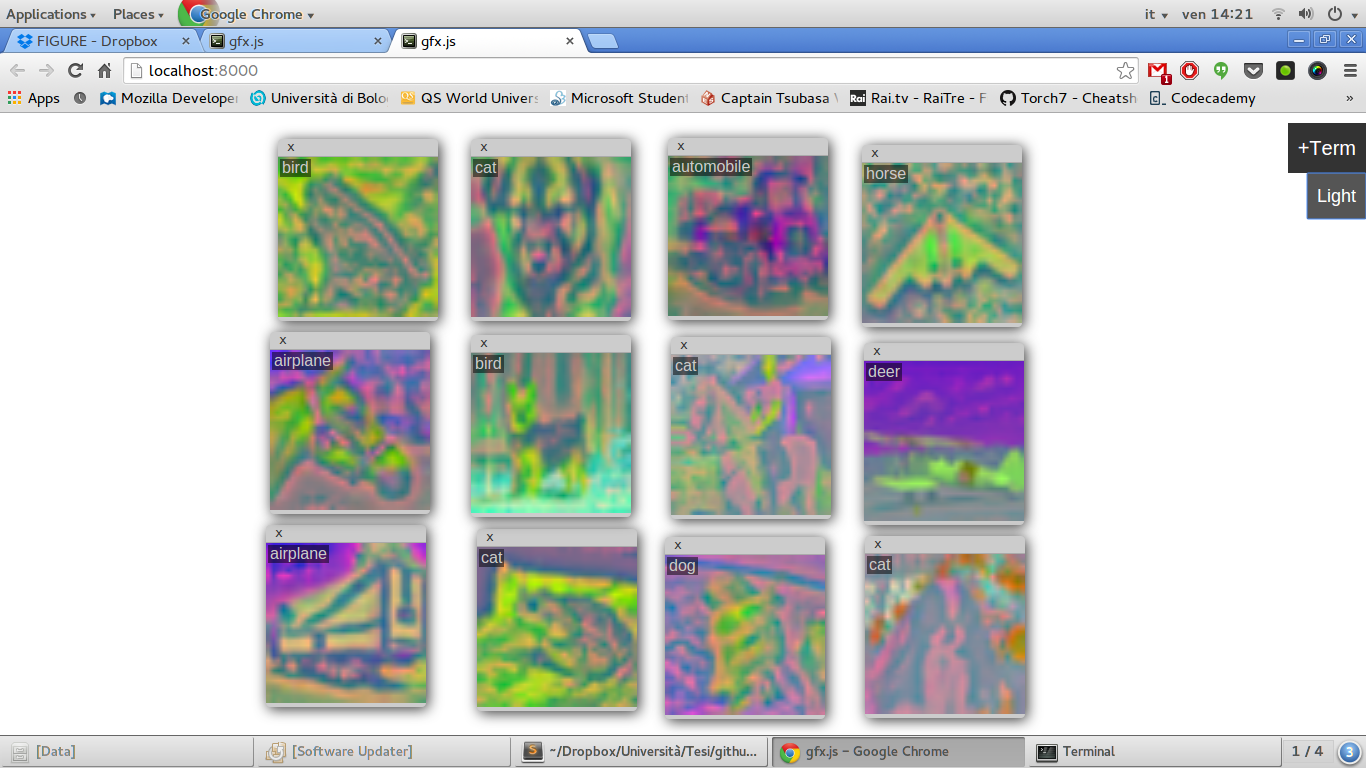 Applications Places Google Chrome it ven 14:21
FIGURE - Dropbox gfx.js gfx.js
localhost:8000
Apps Mozilla Develope Università di Bolo QS World Univers Microsoft Student Captain Tsubasa Rai Rai.tv - RaiTre - F Torch7 - Cheatsh Codecademy »
+Term
Light
x x x x
bird cat automobile horse
x x x x
airplane bird cat deer
x x x x
airplane cat dog cat
[Data] [Software Updater] ~/Dropbox/Università/Tesi/githu... gfx.js - Google Chrome Terminal 1 / 4 3